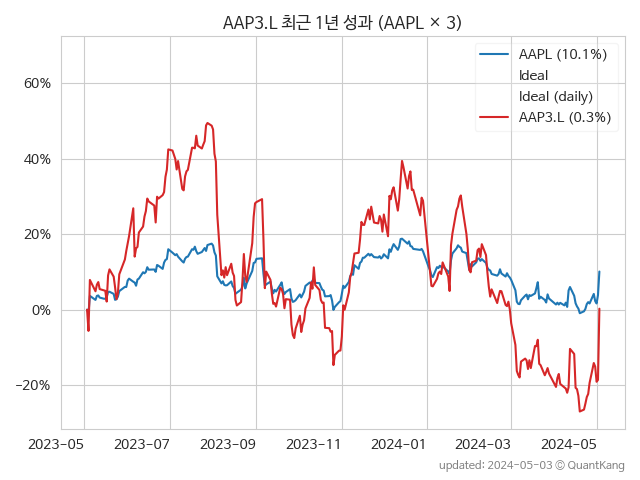 AAP3.L 최근 1년 성과 (AAPL × 3)
AAPL (10.1%)
Ideal
Ideal (daily)
AAP3.L (0.3%)
60%
40%
20%
0%
−20%
2023-05
2023-07
2023-09
2023-11
2024-01
2024-03
2024-05
updated: 2024-05-03 © QuantKang